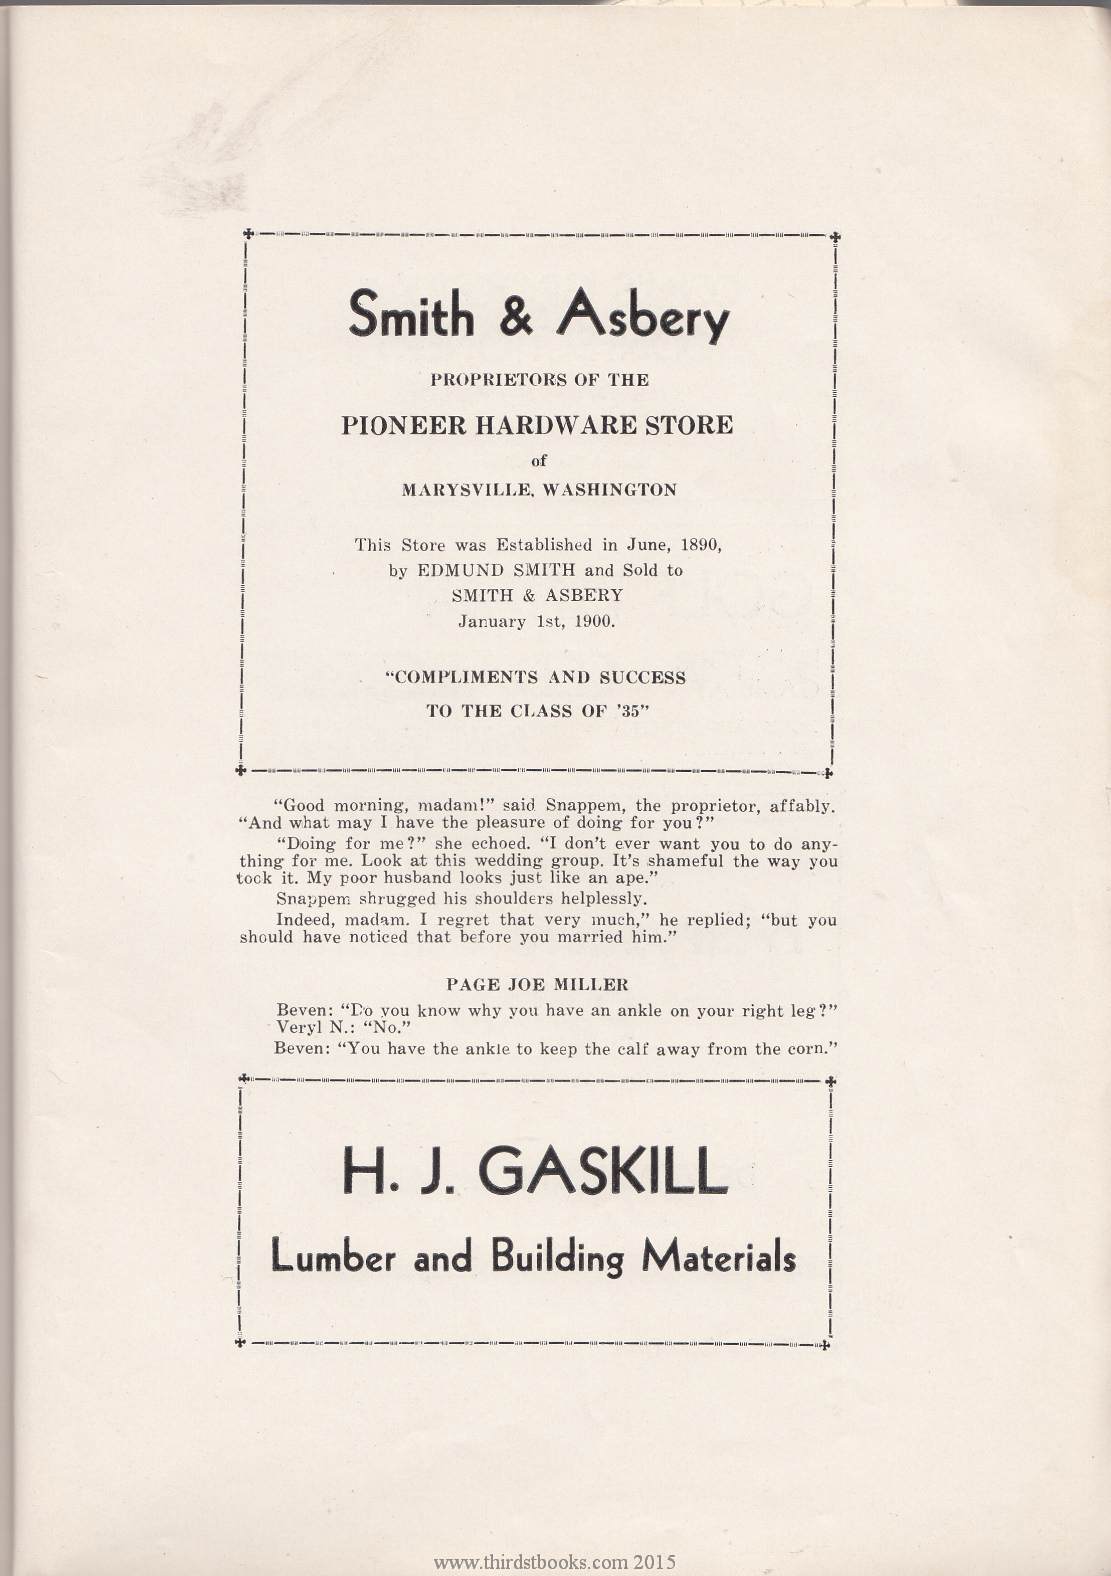 Smith & Asbery
PROPRIETORS OF THE
PIONEER HARDWARE STORE
of
MARYSVILLE, WASHINGTON
This Store was Established in June, 1890,
by EDMUND SMITH and Sold to
SMITH & ASBERY
January 1st, 1900.
“COMPLIMENTS AND SUCCESS
TO THE CLASS OF ’35”
“Good morning, madam!” said Snappem, the proprietor, affably.
“And what may I have the pleasure of doing for you?”
“Doing for me?” she echoed. “I don’t ever want you to do any-
thing for me. Look at this wedding group. It’s shameful the way you
took it. My poor husband looks just like an ape.”
Snappem shrugged his shoulders helplessly.
Indeed, madam. I regret that very much,” he replied; “but you
should have noticed that before you married him.”
PAGE JOE MILLER
Beven: “Do you know why you have an ankle on your right leg?”
Veryl N.: “No.”
Beven: “You have the ankle to keep the calf away from the corn.”
H. J. GASKILL
Lumber and Building Materials
www.thirdstbooks.com 2015